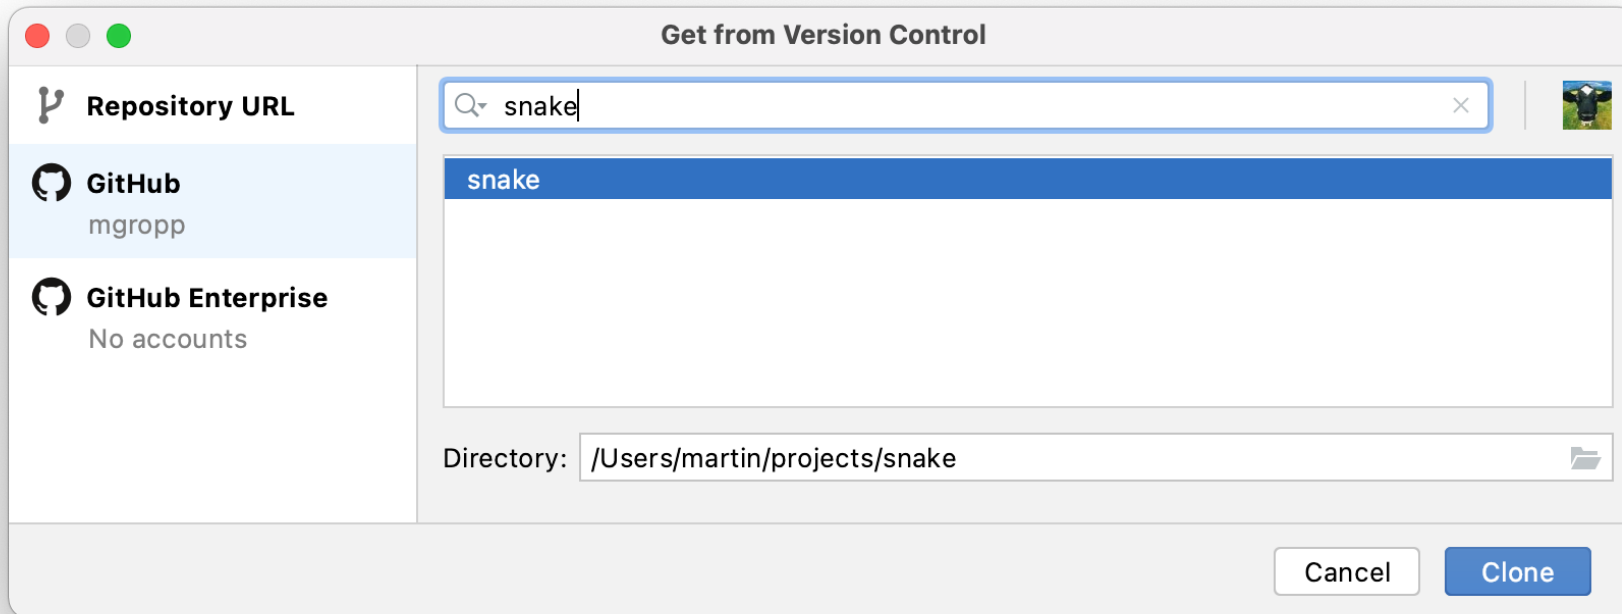 Get from Version Control
Repository URL
GitHub
mgropp
GitHub Enterprise
No accounts
snake
snake
Directory: /Users/martin/projects/snake
Cancel Clone